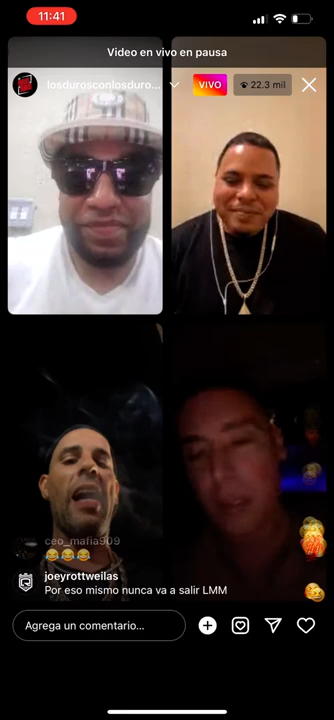 11:41
Video en vivo en pausa
losdurosconlosduro...
VIVO
22.3 mil
ceo_mafia909
😂😂😂
joeyrottweilas
Por eso mismo nunca va a salir LMM
Agrega un comentario...